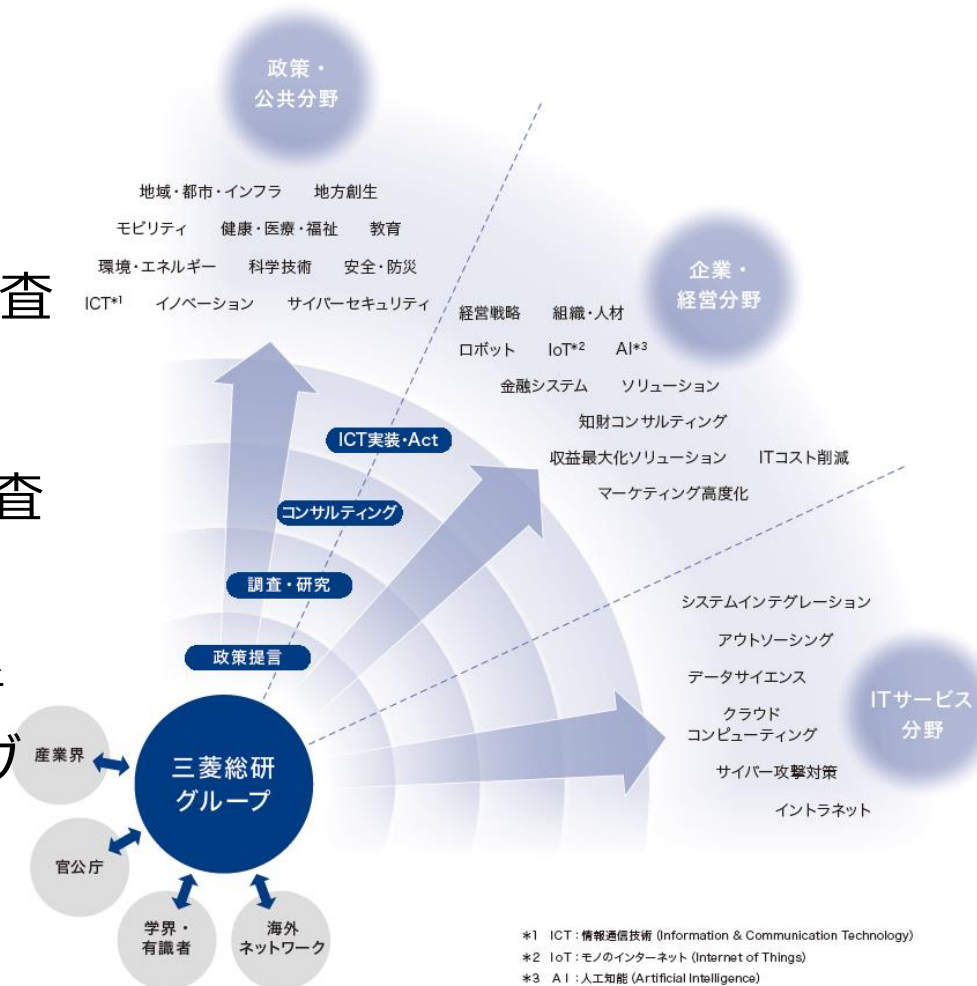 政策・
公共分野
地域・都市・インフラ 地方創生
モビリティ 健康・医療・福祉 教育
環境・エネルギー 科学技術 安全・防災
ICT*1 イノベーション サイバーセキュリティ
査
査
ブ
企業・
経営分野
経営戦略 組織・人材
ロボット IoT*2 AI*3
金融システム ソリューション
知財コンサルティング
収益最大化ソリューション ITコスト削減
マーケティング高度化
ICT実装・Act
コンサルティング
調査・研究
政策提言
システムインテグレーション
アウトソーシング
データサイエンス
クラウド
コンピューティング
サイバー攻撃対策
イントラネット
ITサービス
分野
三菱総研
グループ
産業界
官公庁
学界・
有識者
海外
ネットワーク
*1 ICT:情報通信技術 (Information & Communication Technology)
*2 IoT:モノのインターネット (Internet of Things)
*3 AI:人工知能 (Artificial Intelligence)